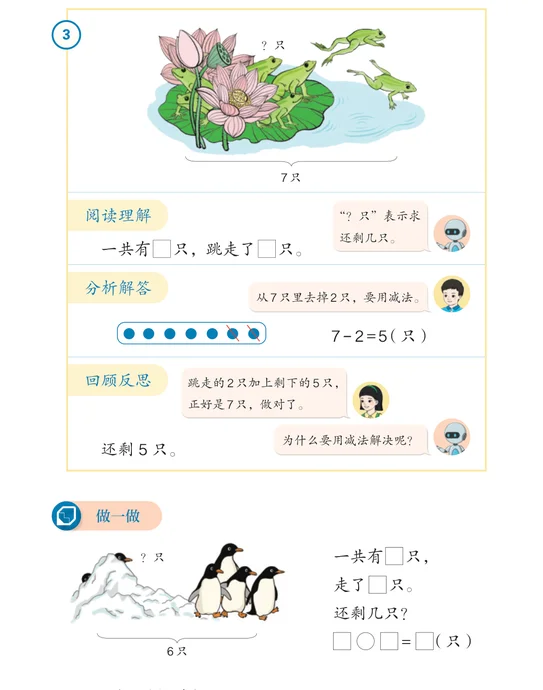 3
? 只
7只
阅读理解
“? 只”表示求
还剩几只。
一共有□只，跳走了□只。
分析解答
从7只里去掉2只，要用减法。
7-2=5(只)
回顾反思
跳走的2只加上剩下的5只，
正好是7只，做对了。
为什么要用减法解决呢?
还剩5只。
做一做
? 只
6只
一共有□只，
走了□只。
还剩几只?
□○□=□(只)